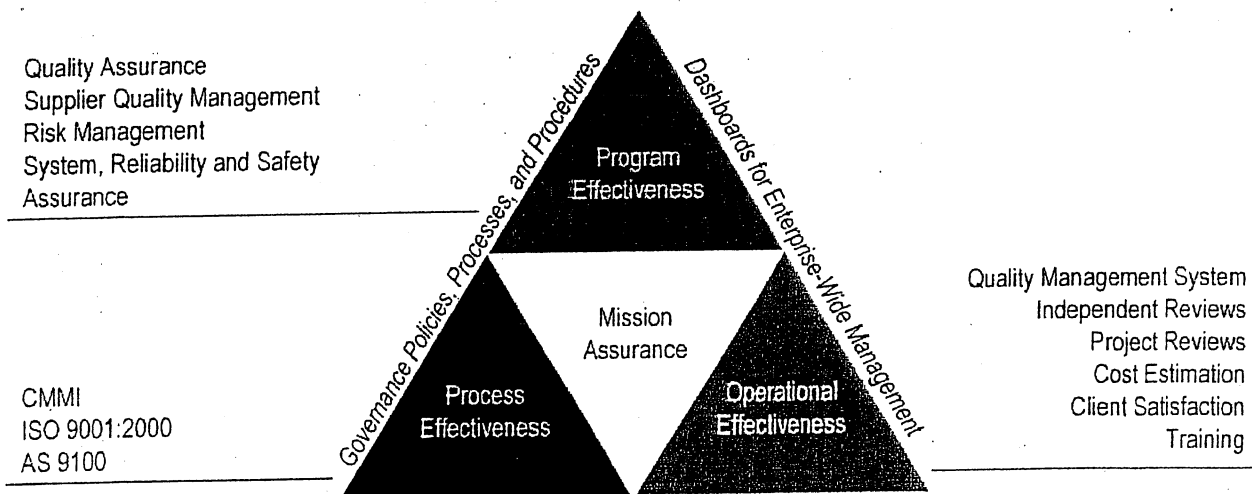 Quality Assurance
Supplier Quality Management
Risk Management
System, Reliability and Safety
Assurance
Governance Policies, Processes, and Procedures
Dashboards for Enterprise-Wide Management
Program
Effectiveness
Mission
Assurance
Process
Effectiveness
Operational
Effectiveness
CMMI
ISO 9001:2000
AS 9100
Quality Management System
Independent Reviews
Project Reviews
Cost Estimation
Client Satisfaction
Training